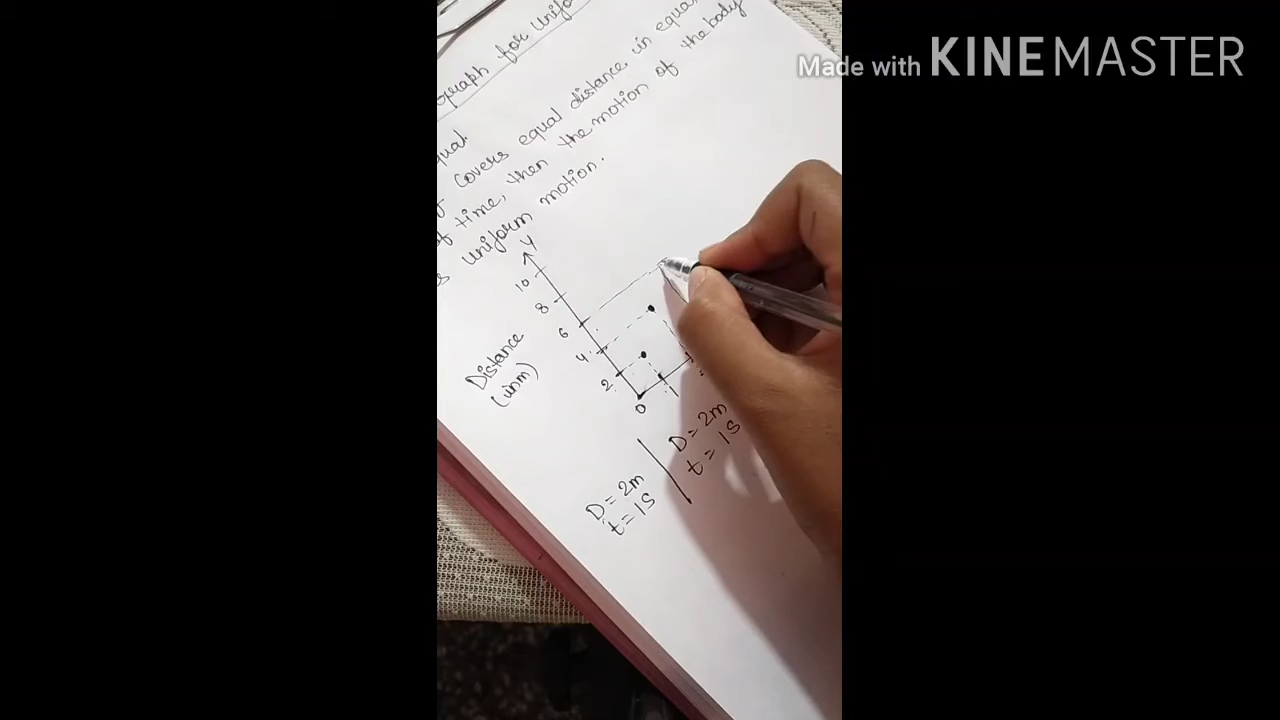 Made with KINEMASTER
Graph for Unifo
qual
covers equal distance in equa
of time, then the motion of the body
s uniform motion.
Y
10
8
6
4
2
0
Distance
(in m)
D = 2m
t = 1S
D = 2m
t = 1S